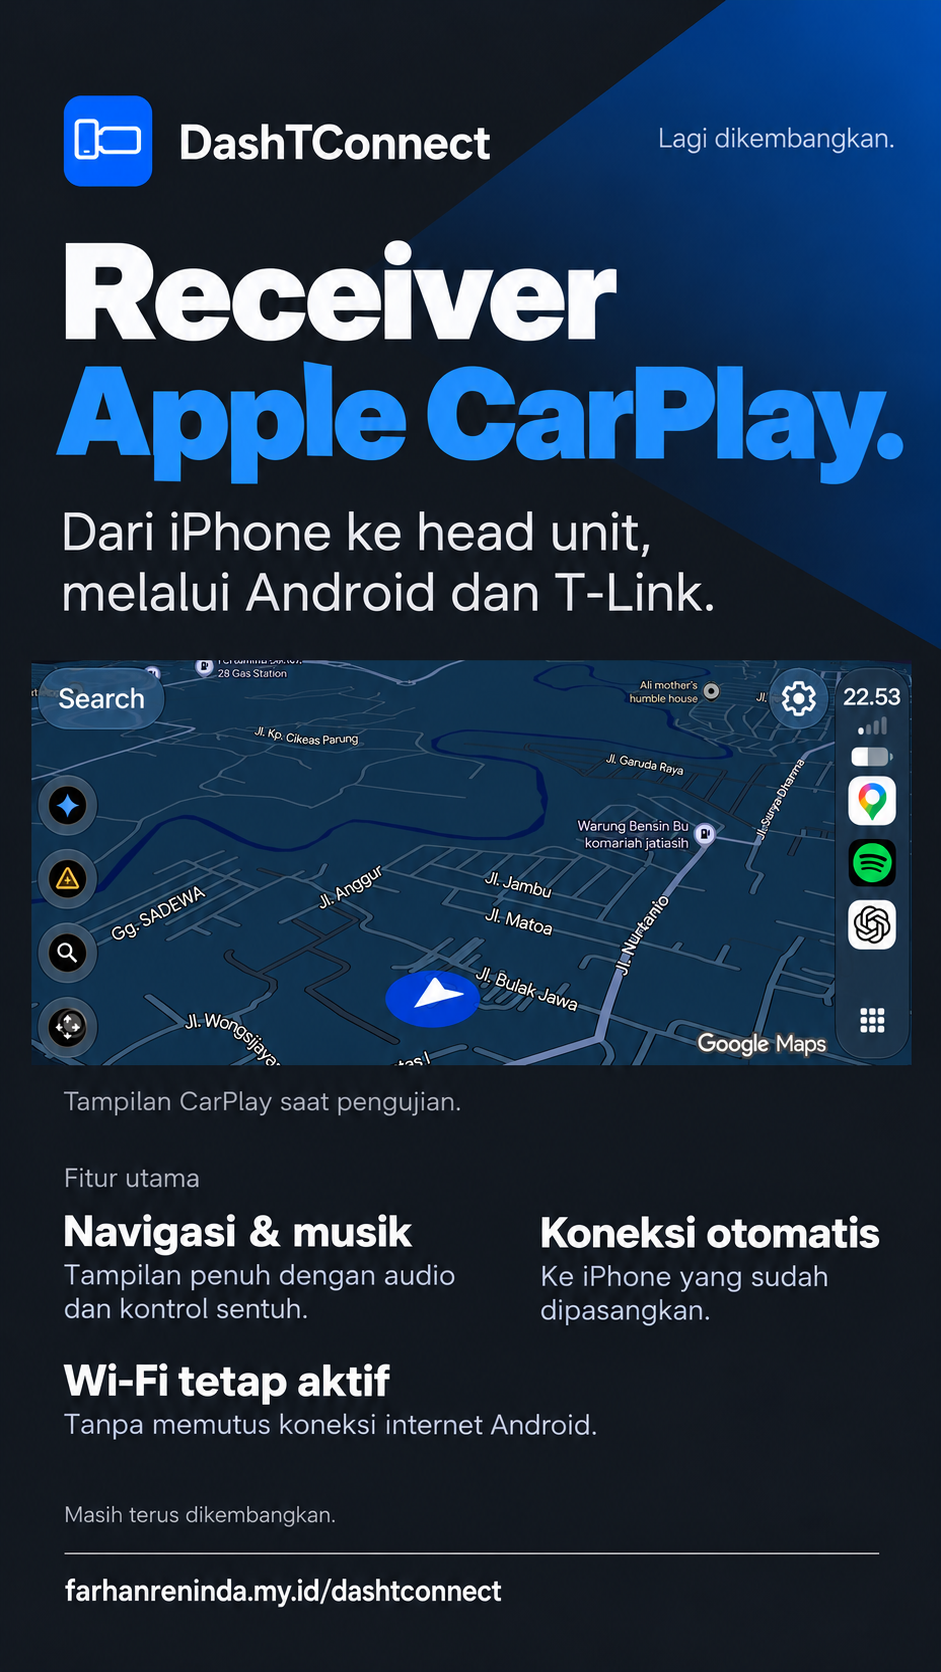 DashTConnect
Lagi dikembangkan.
Receiver
Apple CarPlay.
Dari iPhone ke head unit,
melalui Android dan T-Link.
28 Gas Station
Search
Ali mother's
humble house
Jl.
22.53
Jl. Kp. Cikeas Parung
Jl. Garuda Raya
Jl. Surya Dharma
Warung Bensin Bu
komariah jatiasih
Jl. Anggur
Jl. Jambu
Gg. SADEWA
Jl. Matoa
Jl. Nurtanio
Jl. Bulak Jawa
Jl. Wongsijaya
Google Maps
Tampilan CarPlay saat pengujian.
Fitur utama
Navigasi & musik
Tampilan penuh dengan audio
dan kontrol sentuh.
Koneksi otomatis
Ke iPhone yang sudah
dipasangkan.
Wi-Fi tetap aktif
Tanpa memutus koneksi internet Android.
Masih terus dikembangkan.
farhanreninda.my.id/dashtconnect